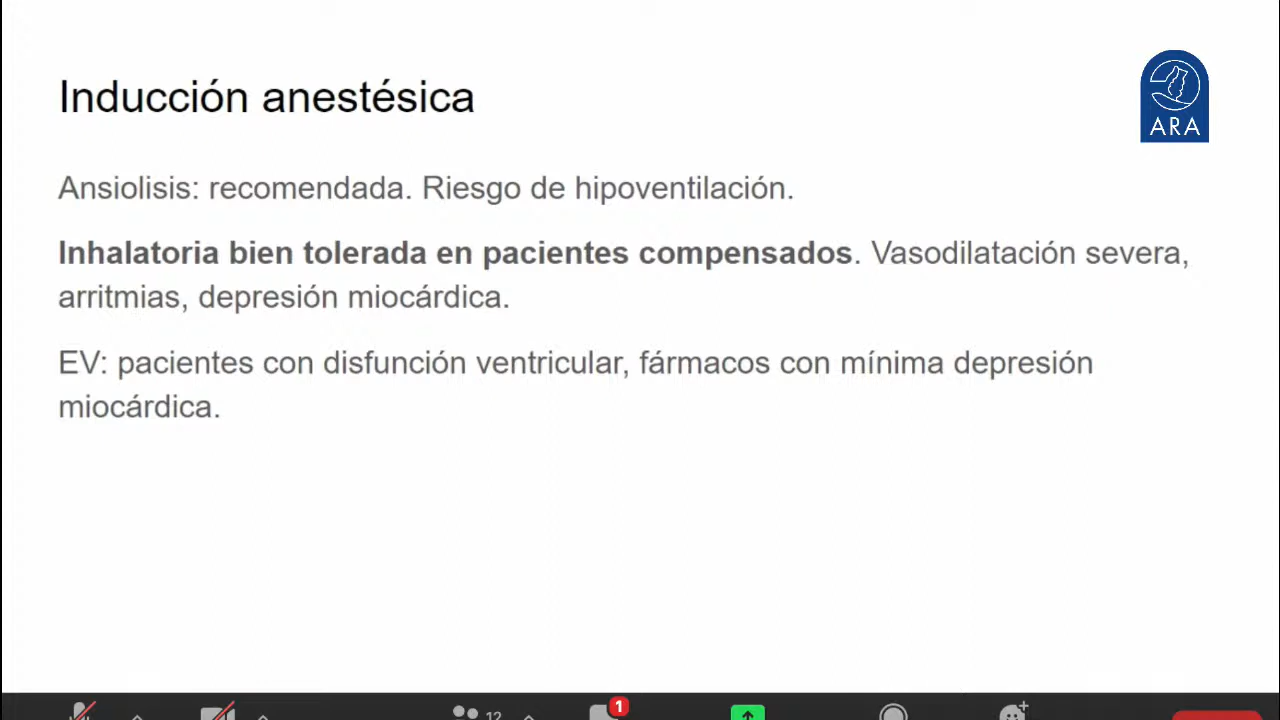 Inducción anestésica
ARA
Ansiolisis: recomendada. Riesgo de hipoventilación.
Inhalatoria bien tolerada en pacientes compensados. Vasodilatación severa,
arritmias, depresión miocárdica.
EV: pacientes con disfunción ventricular, fármacos con mínima depresión
miocárdica.
12
1